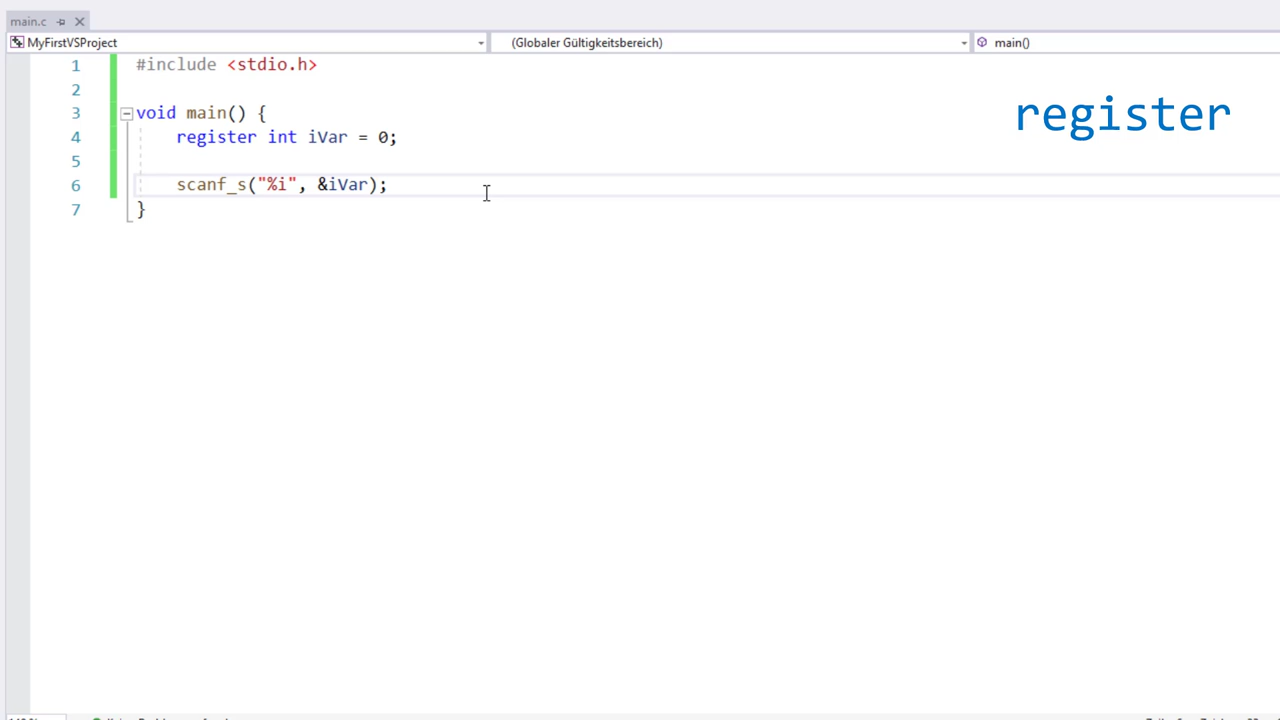 main.c
MyFirstVSProject (Globaler Gültigkeitsbereich) main()
register
1 #include <stdio.h>
2
3 void main() {
4 register int iVar = 0;
5
6 scanf_s("%i", &iVar);
7 }